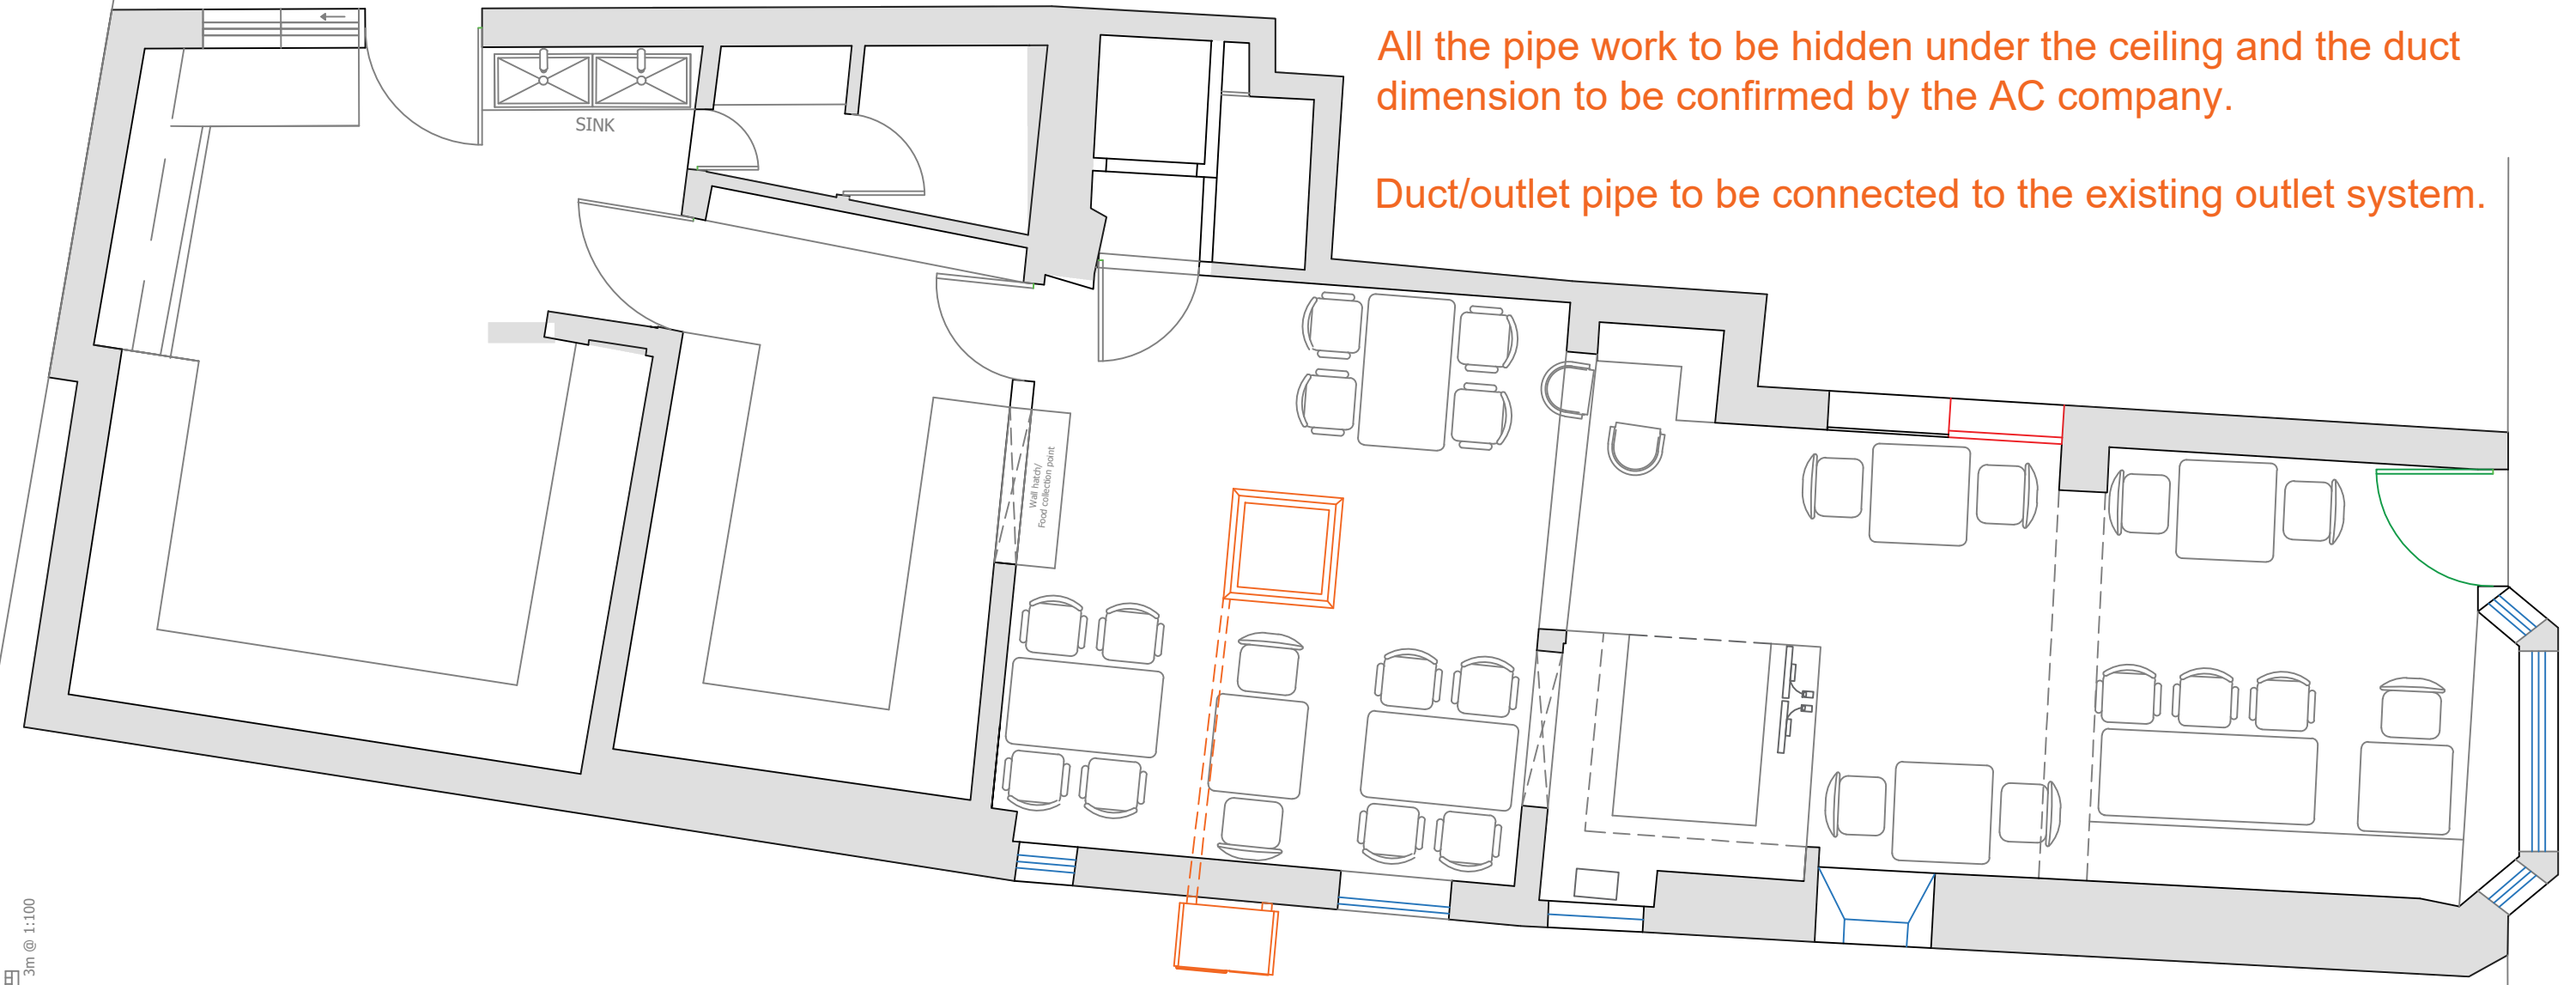 All the pipe work to be hidden under the ceiling and the duct
dimension to be confirmed by the AC company.
Duct/outlet pipe to be connected to the existing outlet system.
SINK
Wall hatch/
Food collection point
3m @ 1:100